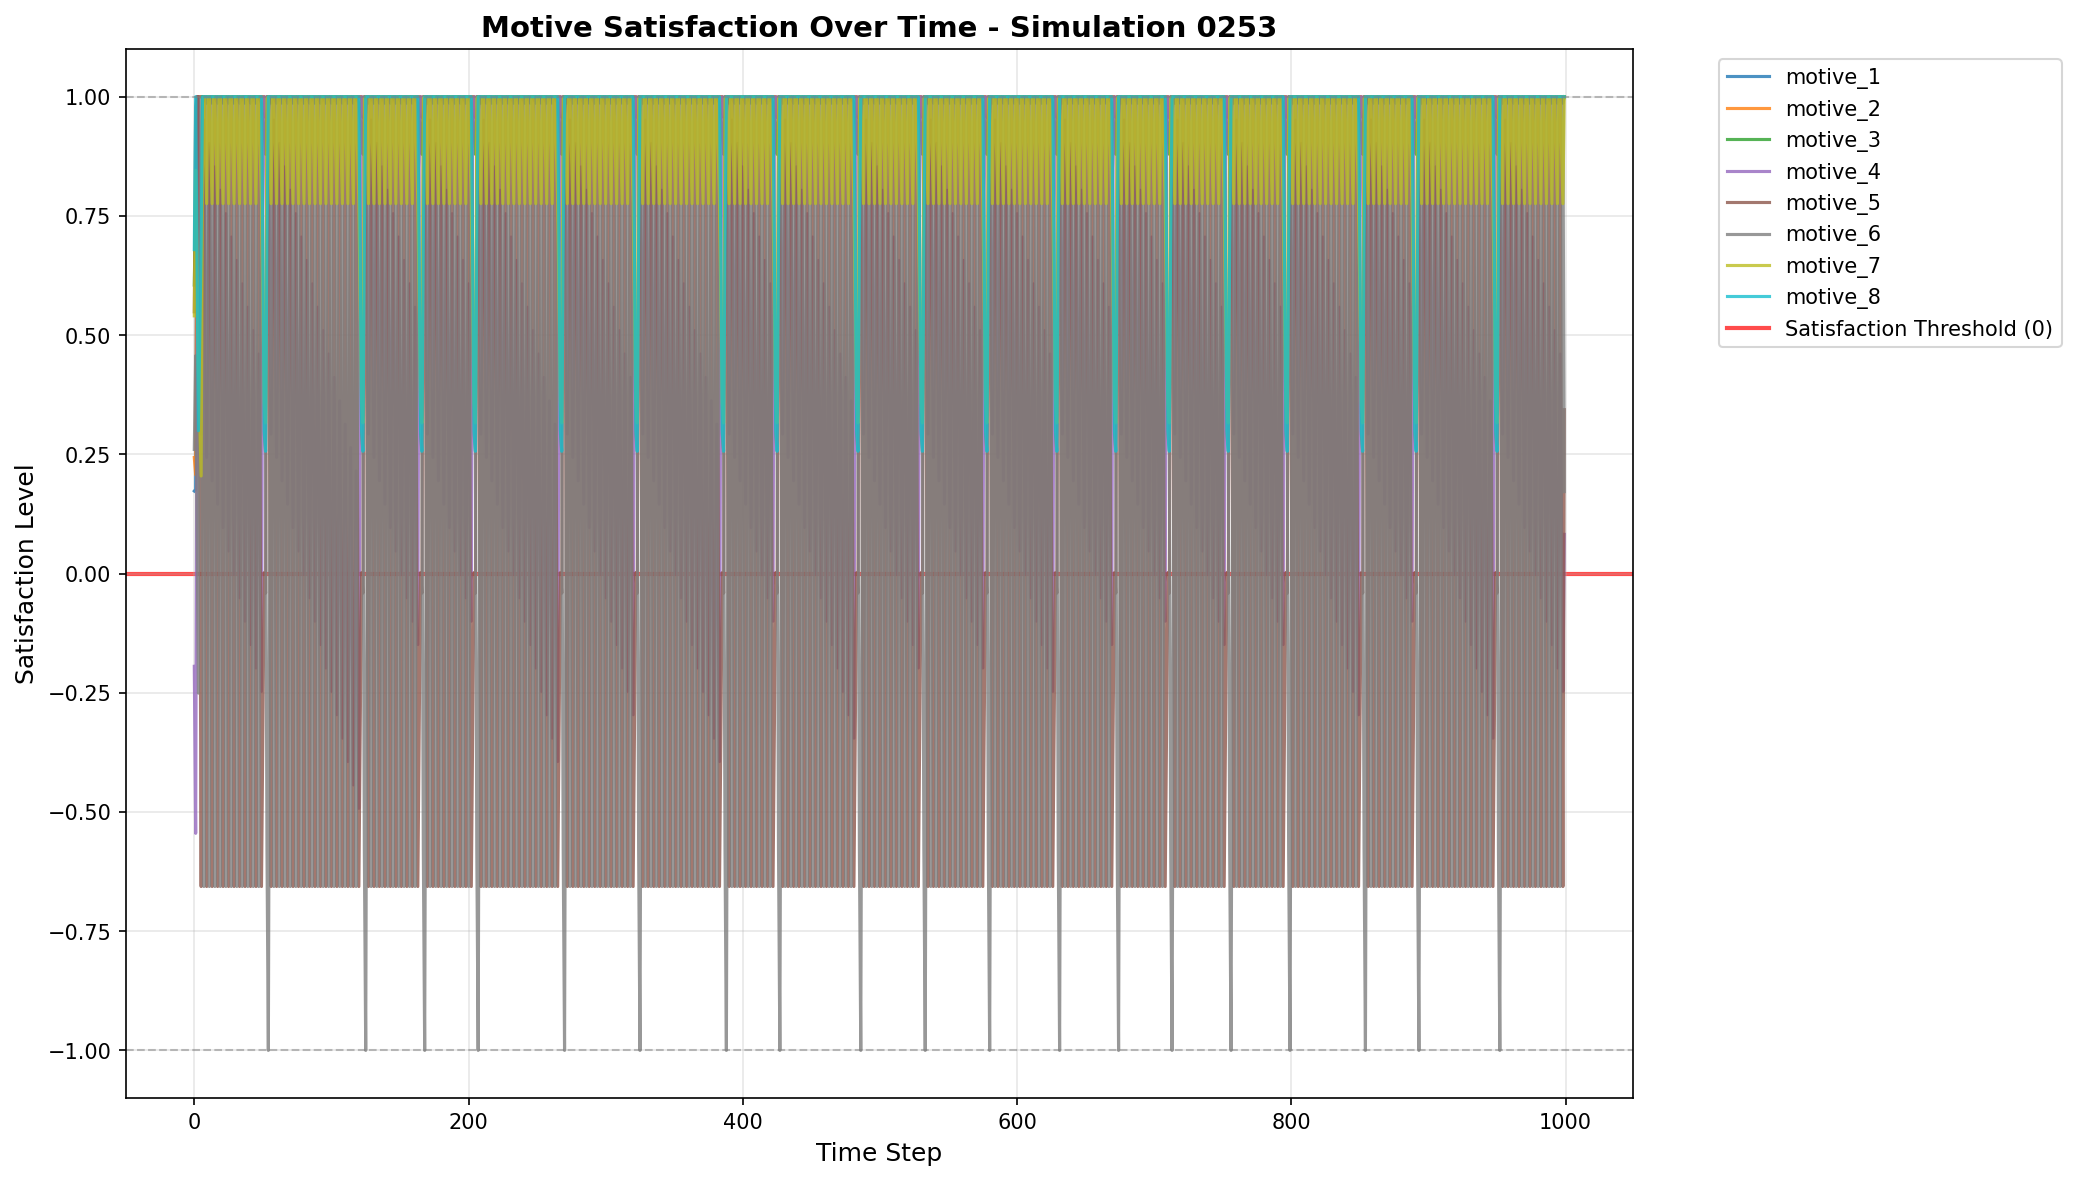 Motive Satisfaction Over Time - Simulation 0253
Satisfaction Level
1.00
0.75
0.50
0.25
0.00
−0.25
−0.50
−0.75
−1.00
0
200
400
600
800
1000
Time Step
motive_1
motive_2
motive_3
motive_4
motive_5
motive_6
motive_7
motive_8
Satisfaction Threshold (0)